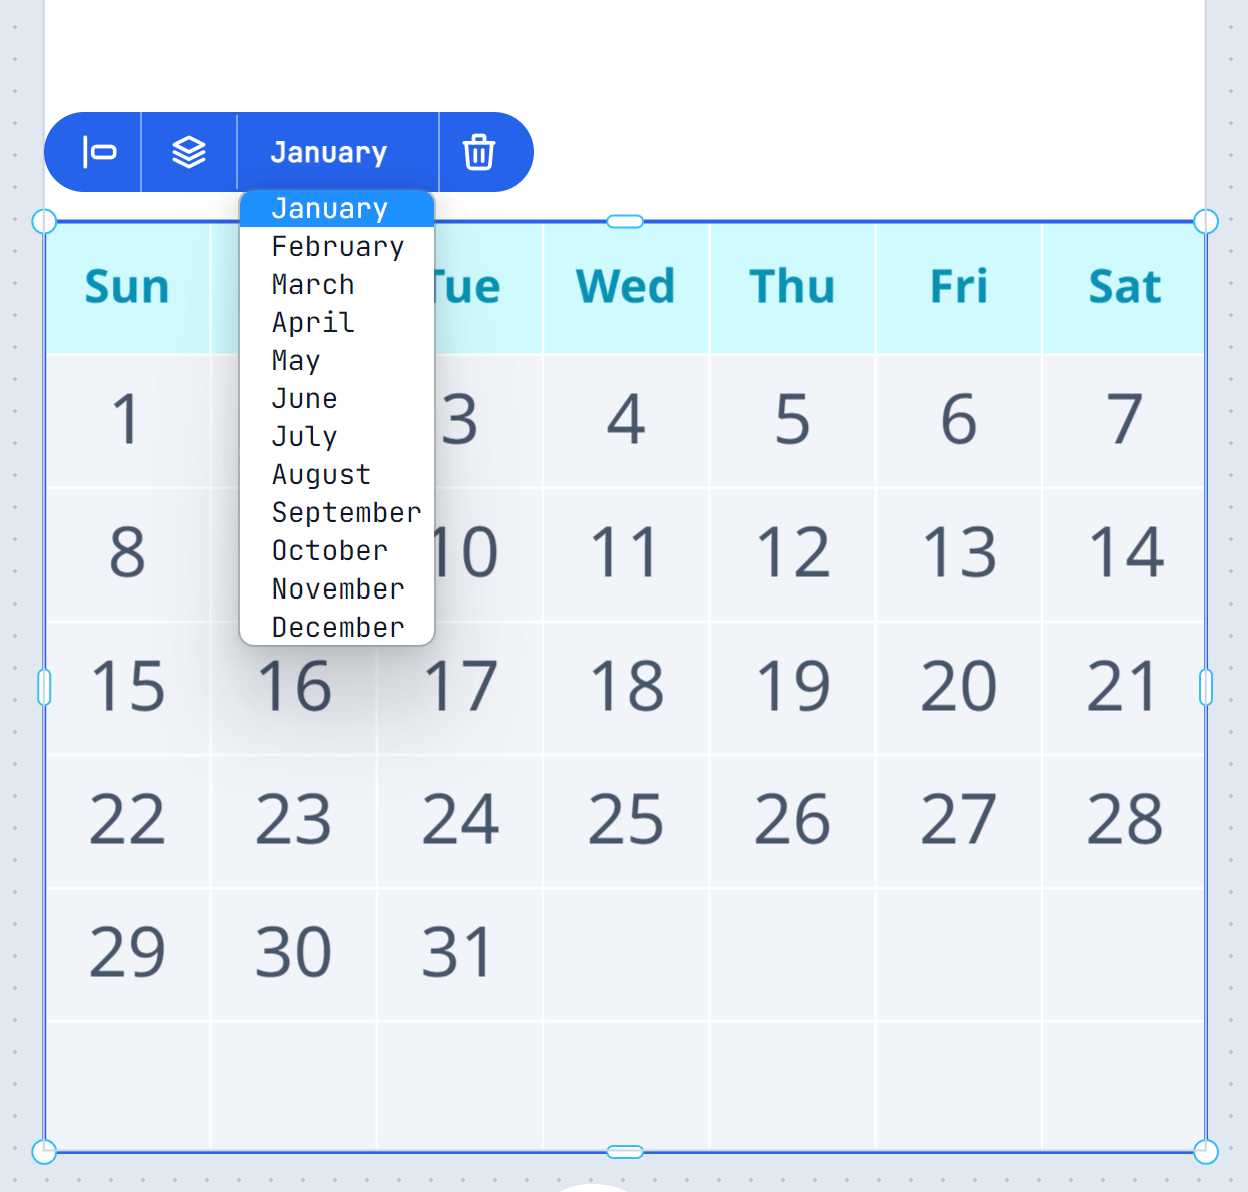 January
January
February
March
April
May
June
July
August
September
October
November
December
Sun Tue Wed Thu Fri Sat
1 3 4 5 6 7
8 10 11 12 13 14
15 16 17 18 19 20 21
22 23 24 25 26 27 28
29 30 31